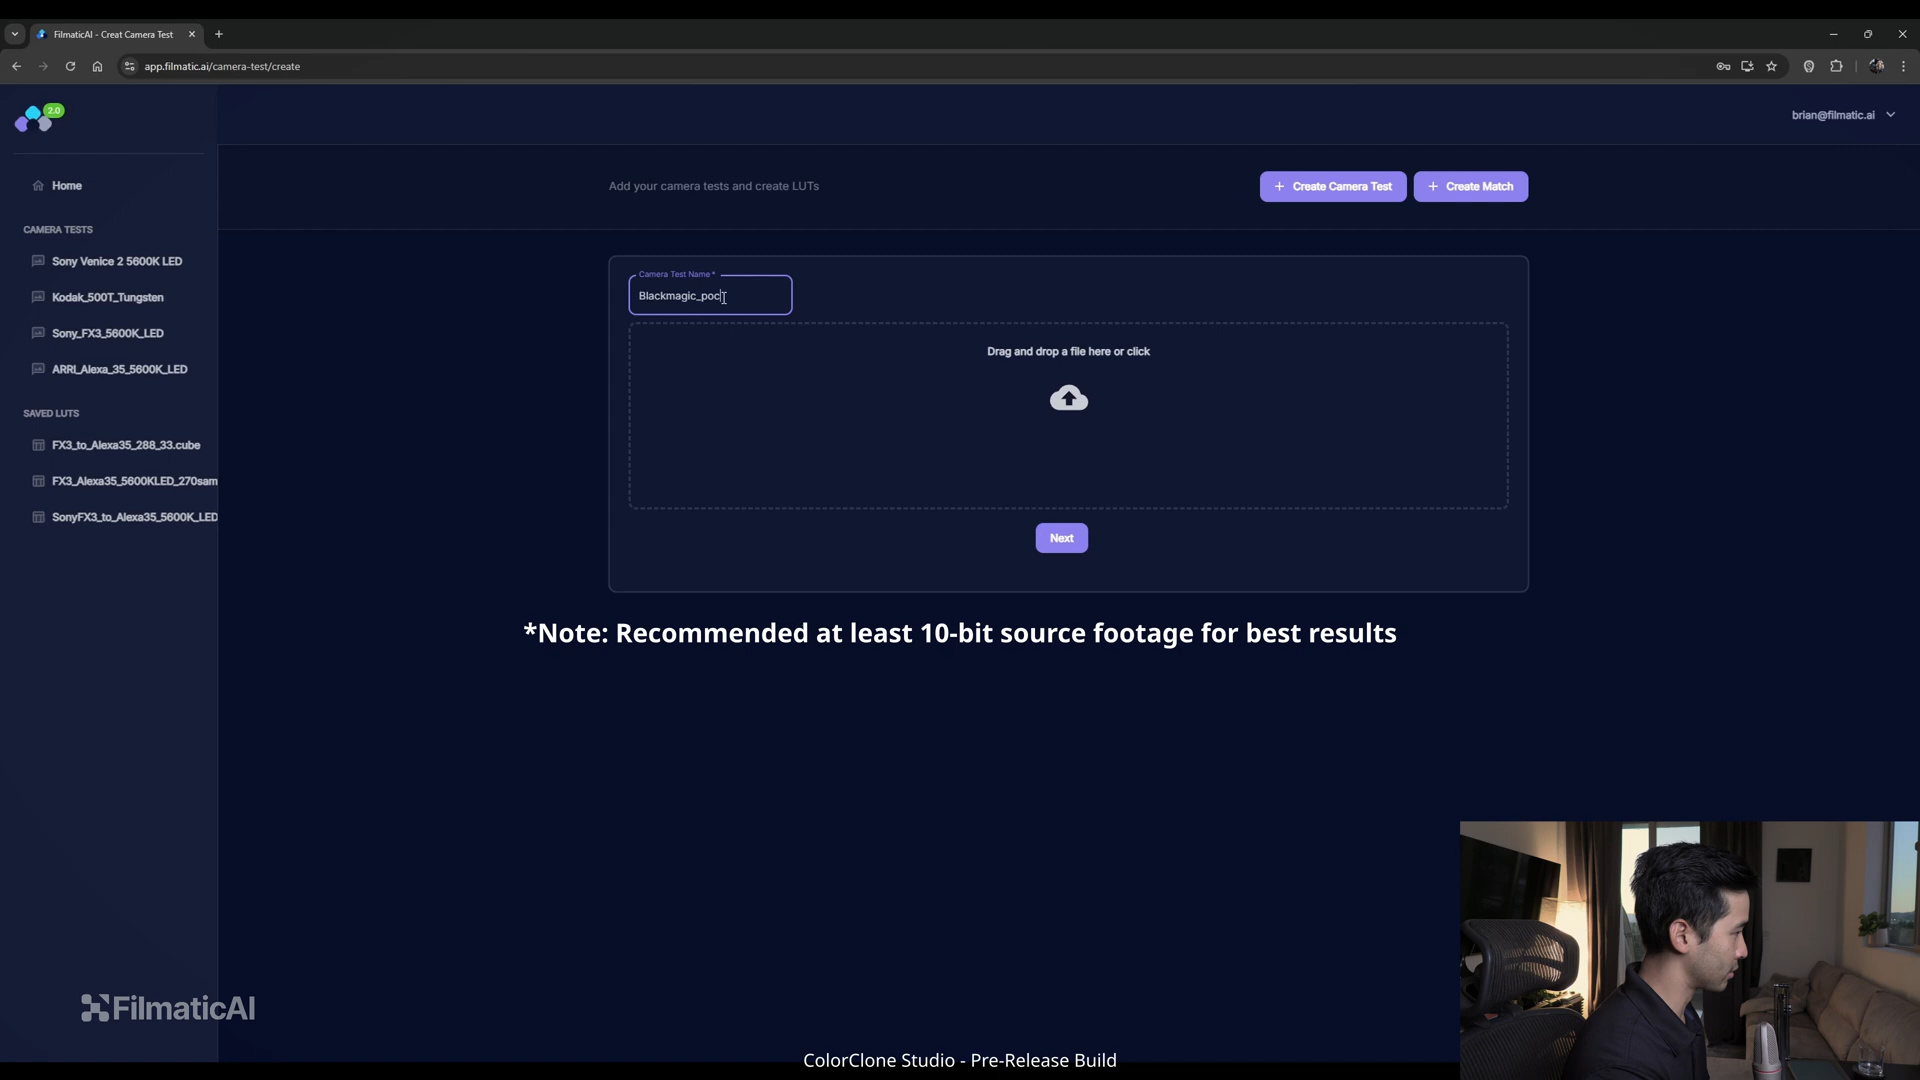 FilmaticAI - Creat Camera Test
app.filmatic.ai/camera-test/create
2.0
brian@filmatic.ai
Home
Add your camera tests and create LUTs
+ Create Camera Test
+ Create Match
CAMERA TESTS
Sony Venice 2 5600K LED
Kodak_500T_Tungsten
Sony_FX3_5600K_LED
ARRI_Alexa_35_5600K_LED
SAVED LUTS
FX3_to_Alexa35_288_33.cube
FX3_Alexa35_5600KLED_270sam
SonyFX3_to_Alexa35_5600K_LED
Camera Test Name *
Blackmagic_poc
Drag and drop a file here or click
Next
*Note: Recommended at least 10-bit source footage for best results
FilmaticAI
ColorClone Studio - Pre-Release Build